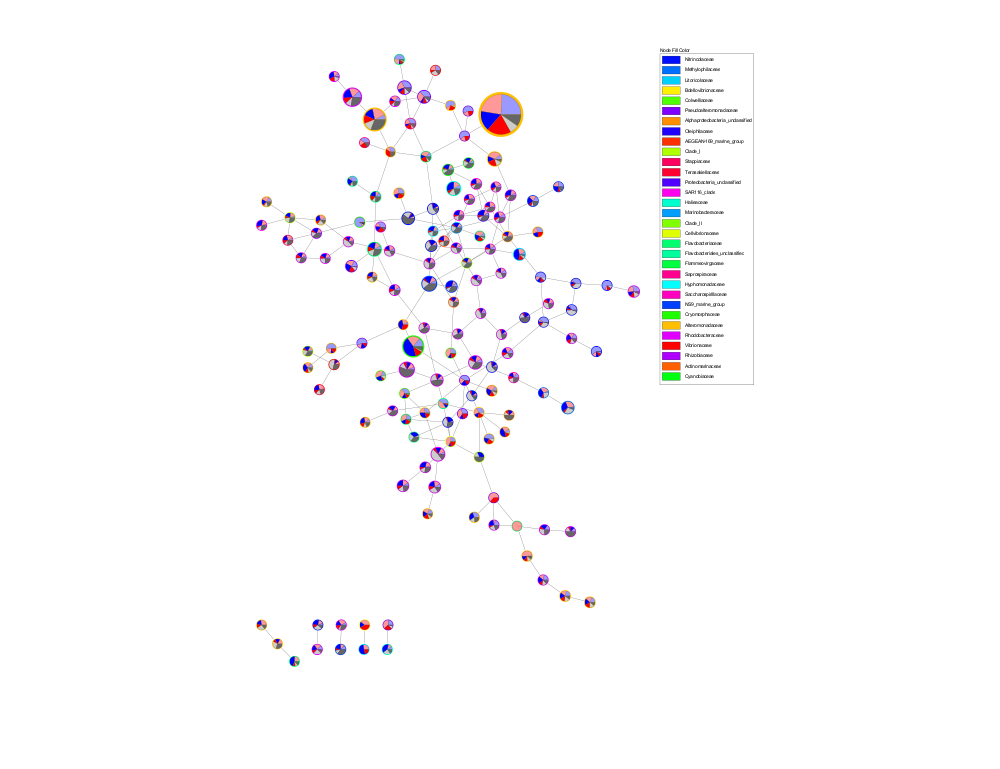 Node Fill Color
Nitrincolaceae
Methylophilaceae
Litoricolaceae
Bdellovibrionaceae
Colwelliaceae
Pseudoalteromonadaceae
Alphaproteobacteria_unclassified
Oleiphilaceae
AEGEAN-169_marine_group
Clade_I
Stappiaceae
Terasakiellaceae
Proteobacteria_unclassified
SAR116_clade
Halieaceae
Marinobacteraceae
Clade_II
Cellvibrionaceae
Flavobacteriaceae
Flavobacteriales_unclassified
Flammeovirgaceae
Saprospiraceae
Hyphomonadaceae
Saccharospirillaceae
NS9_marine_group
Cryomorphaceae
Alteromonadaceae
Rhodobacteraceae
Vibrionaceae
Rhizobiaceae
Actinomarinaceae
Cyanobiaceae